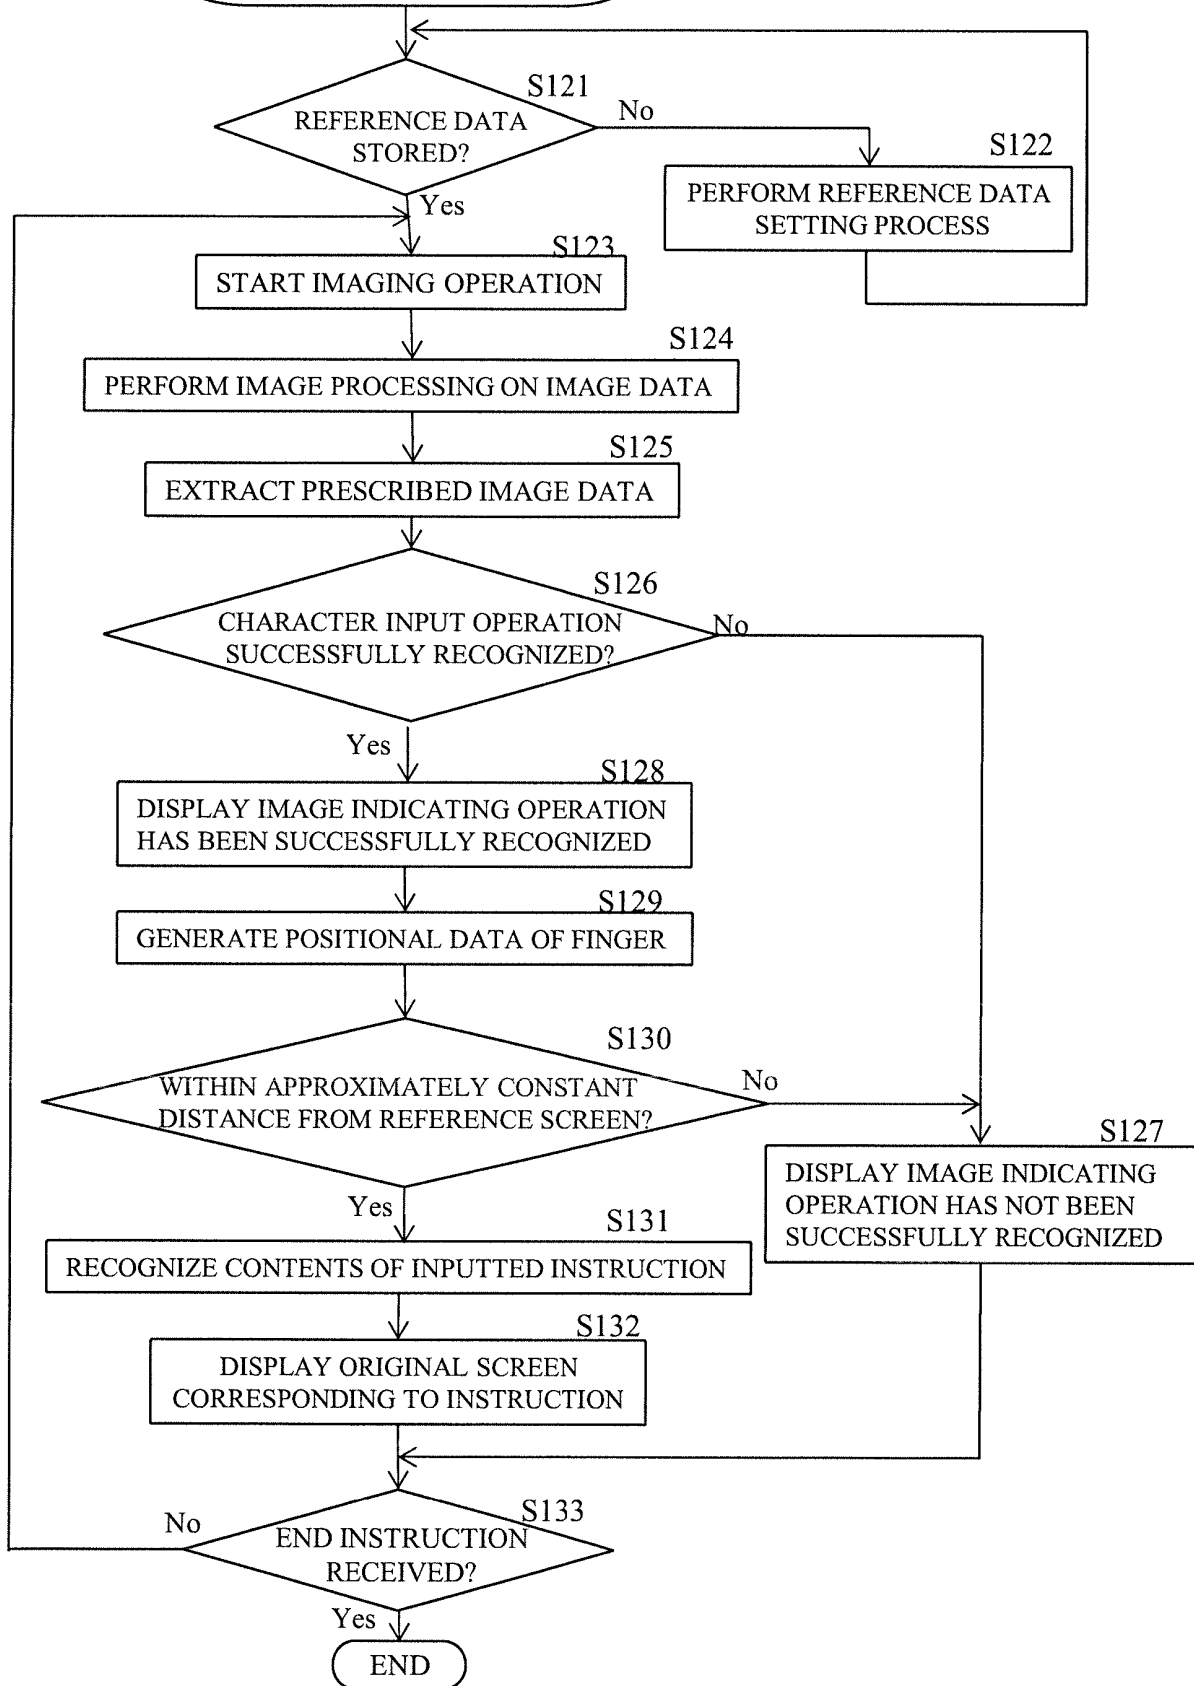 S121
REFERENCE DATA
STORED?
No
S122
PERFORM REFERENCE DATA
SETTING PROCESS
Yes
S123
START IMAGING OPERATION
S124
PERFORM IMAGE PROCESSING ON IMAGE DATA
S125
EXTRACT PRESCRIBED IMAGE DATA
S126
CHARACTER INPUT OPERATION
SUCCESSFULLY RECOGNIZED?
No
Yes
S128
DISPLAY IMAGE INDICATING OPERATION
HAS BEEN SUCCESSFULLY RECOGNIZED
S129
GENERATE POSITIONAL DATA OF FINGER
S130
WITHIN APPROXIMATELY CONSTANT
DISTANCE FROM REFERENCE SCREEN?
No
S127
DISPLAY IMAGE INDICATING
OPERATION HAS NOT BEEN
SUCCESSFULLY RECOGNIZED
Yes
S131
RECOGNIZE CONTENTS OF INPUTTED INSTRUCTION
S132
DISPLAY ORIGINAL SCREEN
CORRESPONDING TO INSTRUCTION
S133
END INSTRUCTION
RECEIVED?
No
Yes
END